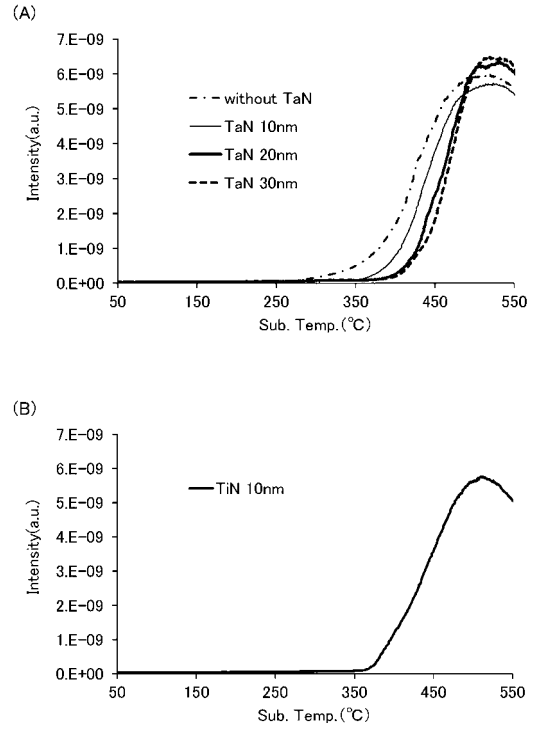 (A)
7.E-09
6.E-09
5.E-09
4.E-09
3.E-09
2.E-09
1.E-09
0.E+00
Intensity(a.u.)
without TaN
TaN 10nm
TaN 20nm
TaN 30nm
50 150 250 350 450 550
Sub. Temp.(℃)
(B)
7.E-09
6.E-09
5.E-09
4.E-09
3.E-09
2.E-09
1.E-09
0.E+00
Intensity(a.u.)
TiN 10nm
50 150 250 350 450 550
Sub. Temp.(℃)